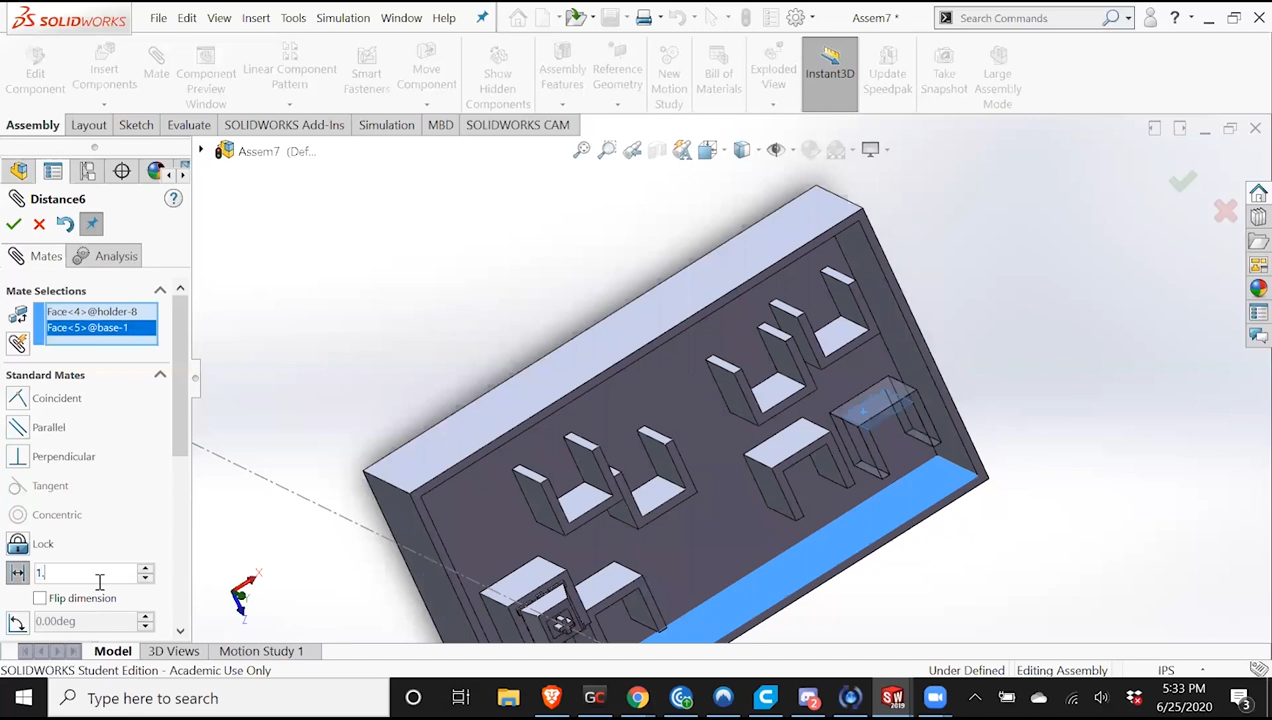 SOLIDWORKS File Edit View Insert Tools Simulation Window Help Assem7 * Search Commands ?
Edit Component
Insert Components
Mate
Component Preview Window
Linear Component Pattern
Smart Fasteners
Move Component
Show Hidden Components
Assembly Features
Reference Geometry
New Motion Study
Bill of Materials
Exploded View
Instant3D
Update Speedpak
Take Snapshot
Large Assembly Mode
Assembly Layout Sketch Evaluate SOLIDWORKS Add-Ins Simulation MBD SOLIDWORKS CAM
Assem7 (Def...
Distance6 ?
Mates Analysis
Mate Selections
Face<4>@holder-8
Face<5>@base-1
Standard Mates
Coincident
Parallel
Perpendicular
Tangent
Concentric
Lock
1.
Flip dimension
0.00deg
X
Z
Model 3D Views Motion Study 1
SOLIDWORKS Student Edition - Academic Use Only Under Defined Editing Assembly IPS
Type here to search GC SW 2019 2 5:33 PM
6/25/2020 3